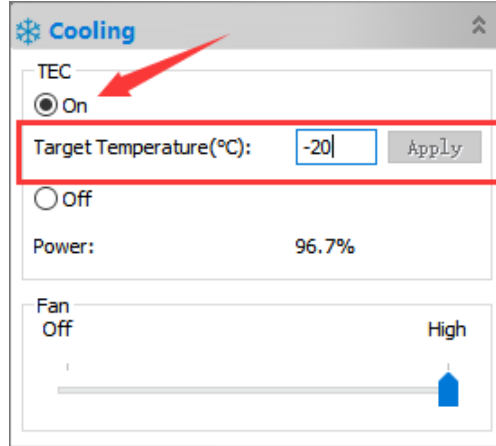 Cooling
TEC
On
Target Temperature(°C): -20 Apply
Off
Power: 96.7%
Fan
Off High